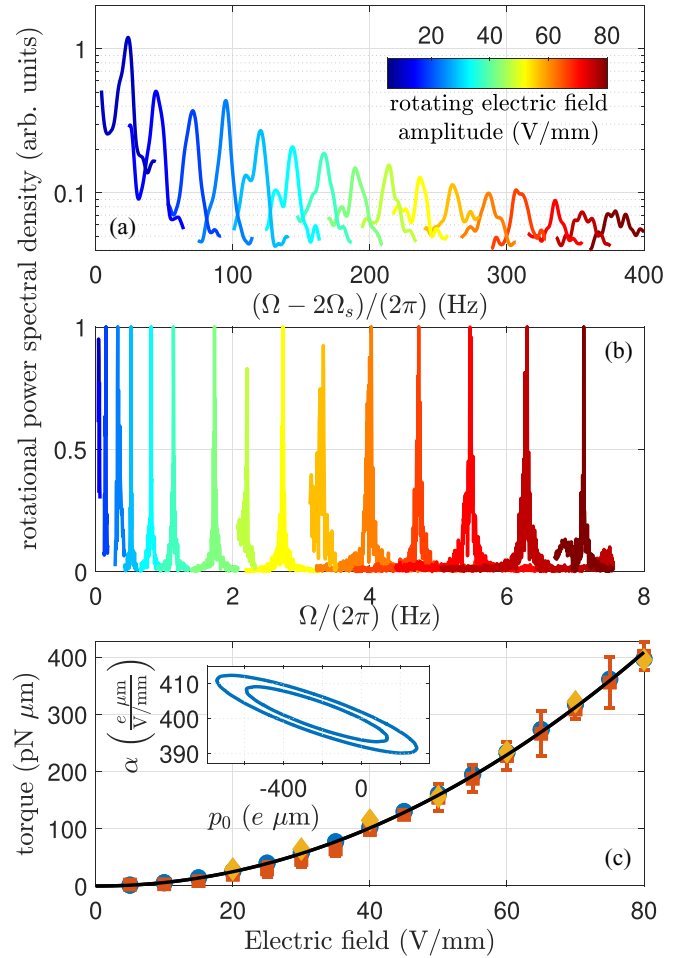 rotational power spectral density (arb. units)
1
0.1
20 40 60 80
rotating electric field
amplitude (V/mm)
(a)
0 100 200 300 400
(Ω − 2Ωₛ)/(2π) (Hz)
1
0.5
0
(b)
0 2 4 6 8
Ω/(2π) (Hz)
torque (pN μm)
400
300
200
100
0
α (e μm / V/mm)
410
400
390
-400 0
p₀ (e μm)
(c)
0 20 40 60 80
Electric field (V/mm)